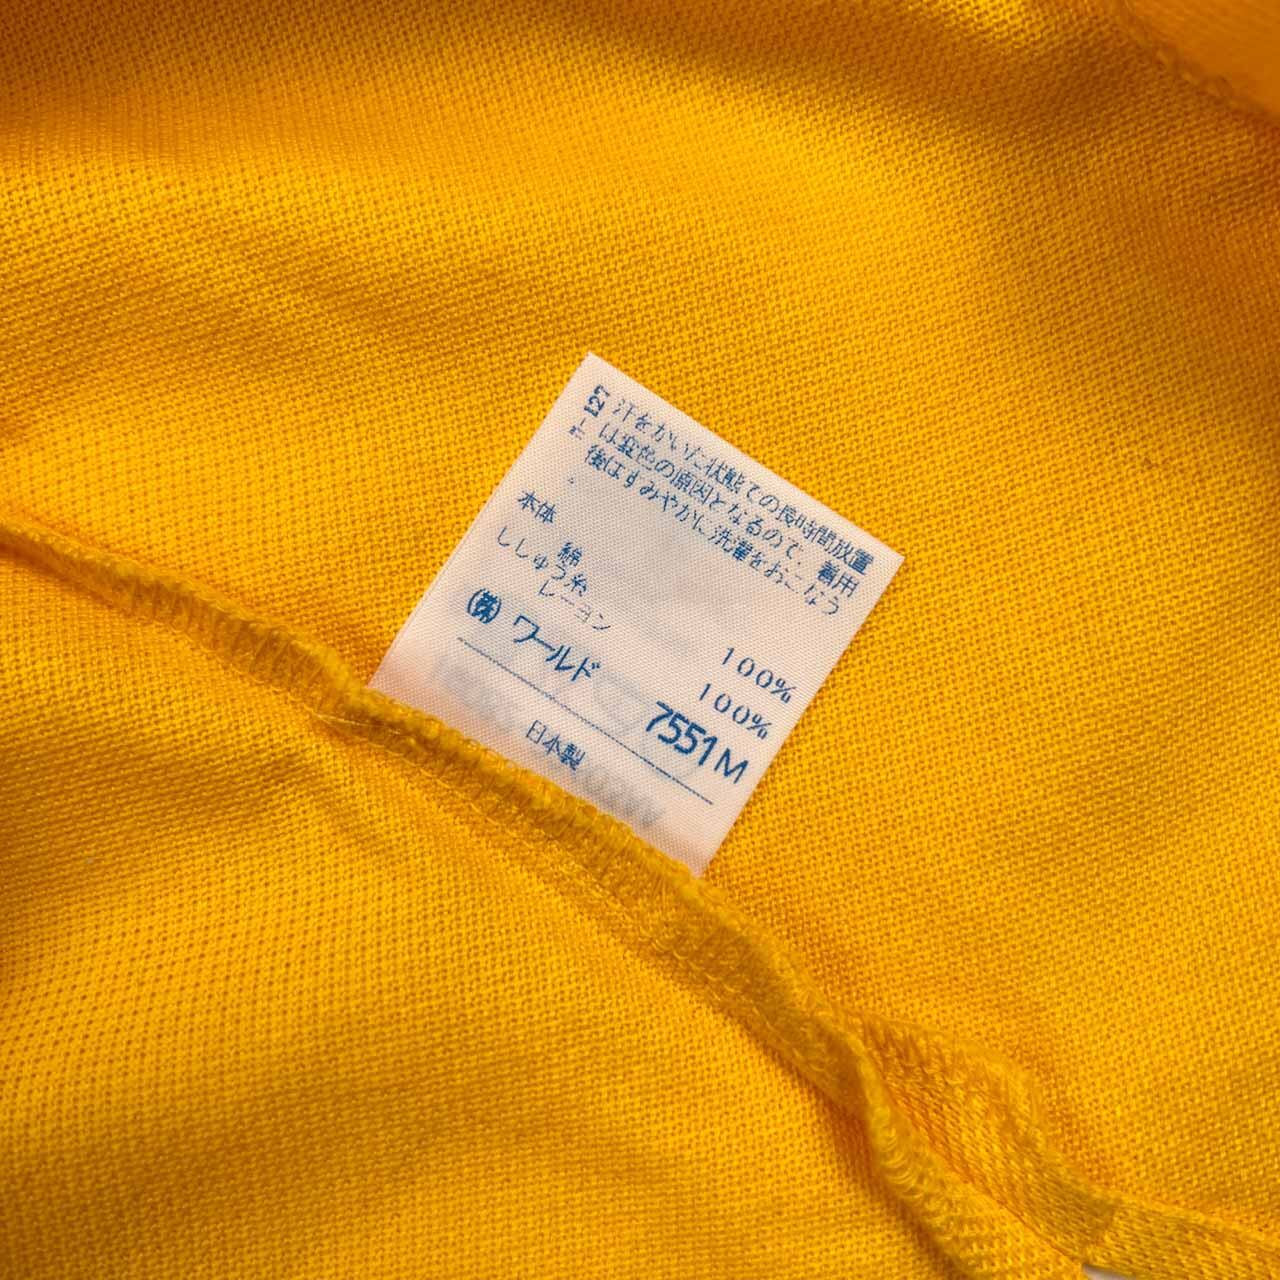 汗をかいた状態での長時間放置
は変色の原因となるので、着用
後はすみやかに洗濯をおこなう
本体
綿 100%
ししゅう糸
レーヨン 100%
㈱ワールド 7551M
日本製